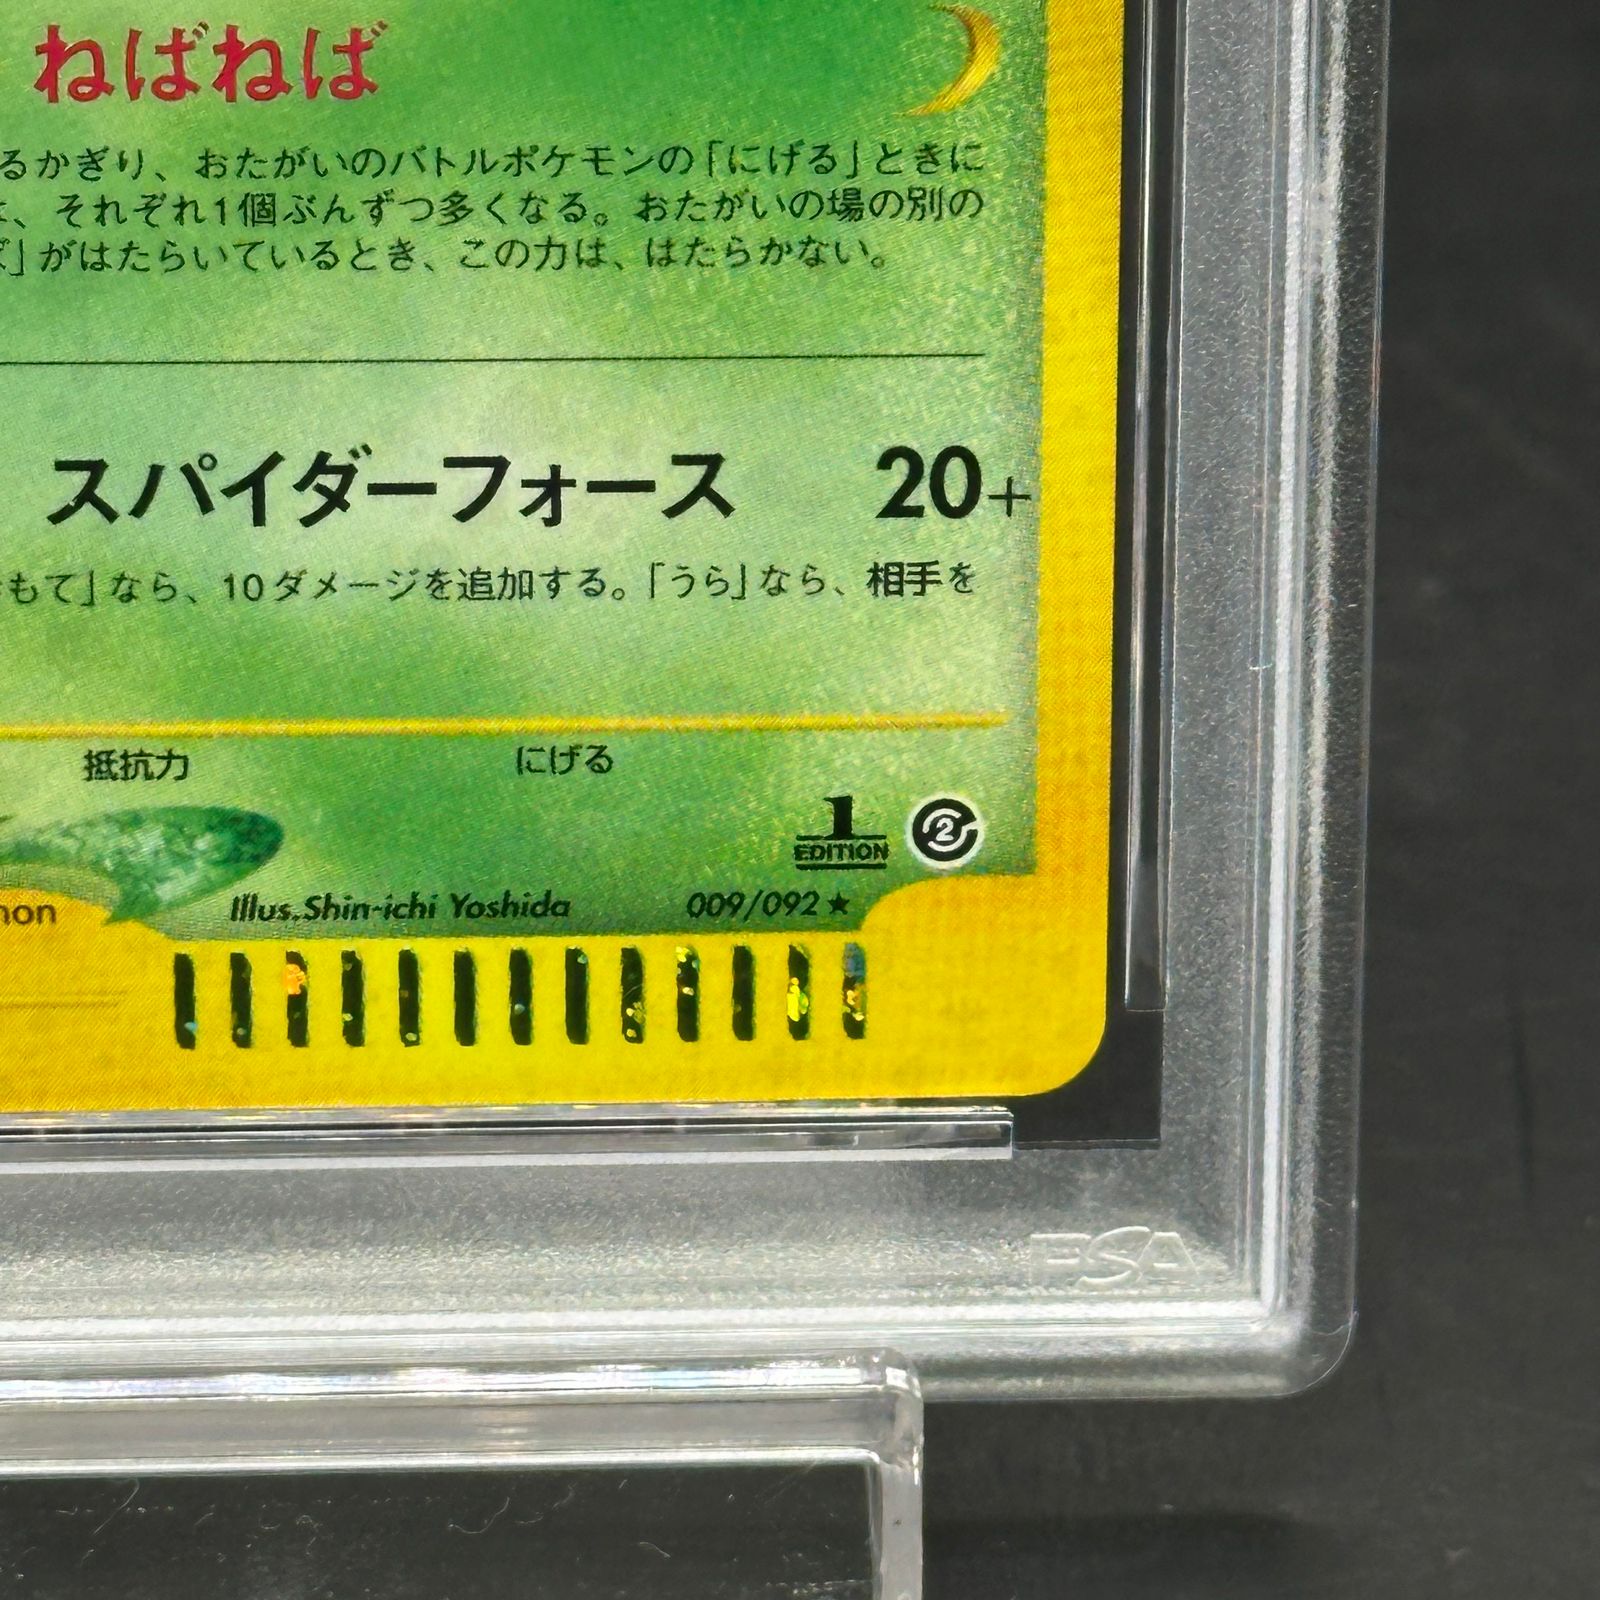 ねばねば
るかぎり、おたがいのバトルポケモンの「にげる」ときに
、それぞれ1個ぶんずつ多くなる。おたがいの場の別の
」がはたらいているとき、この力は、はたらかない。
スパイダーフォース 20+
もて」なら、10ダメージを追加する。「うら」なら、相手を
抵抗力 にげる
1
EDITION
2
Illus. Shin-ichi Yoshida 009/092 ★
mon
PSA